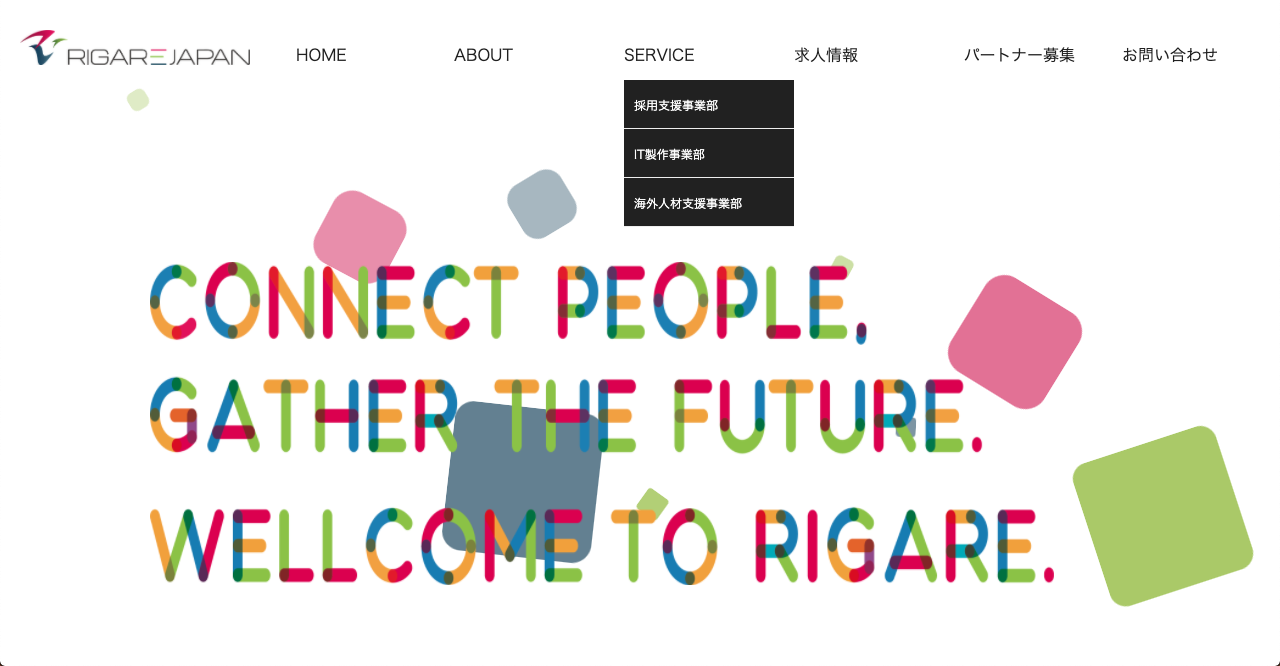 RIGAREJAPAN
HOME
ABOUT
SERVICE
求人情報
パートナー募集
お問い合わせ
採用支援事業部
IT製作事業部
海外人材支援事業部
CONNECT PEOPLE,
GATHER THE FUTURE.
WELLCOME TO RIGARE.